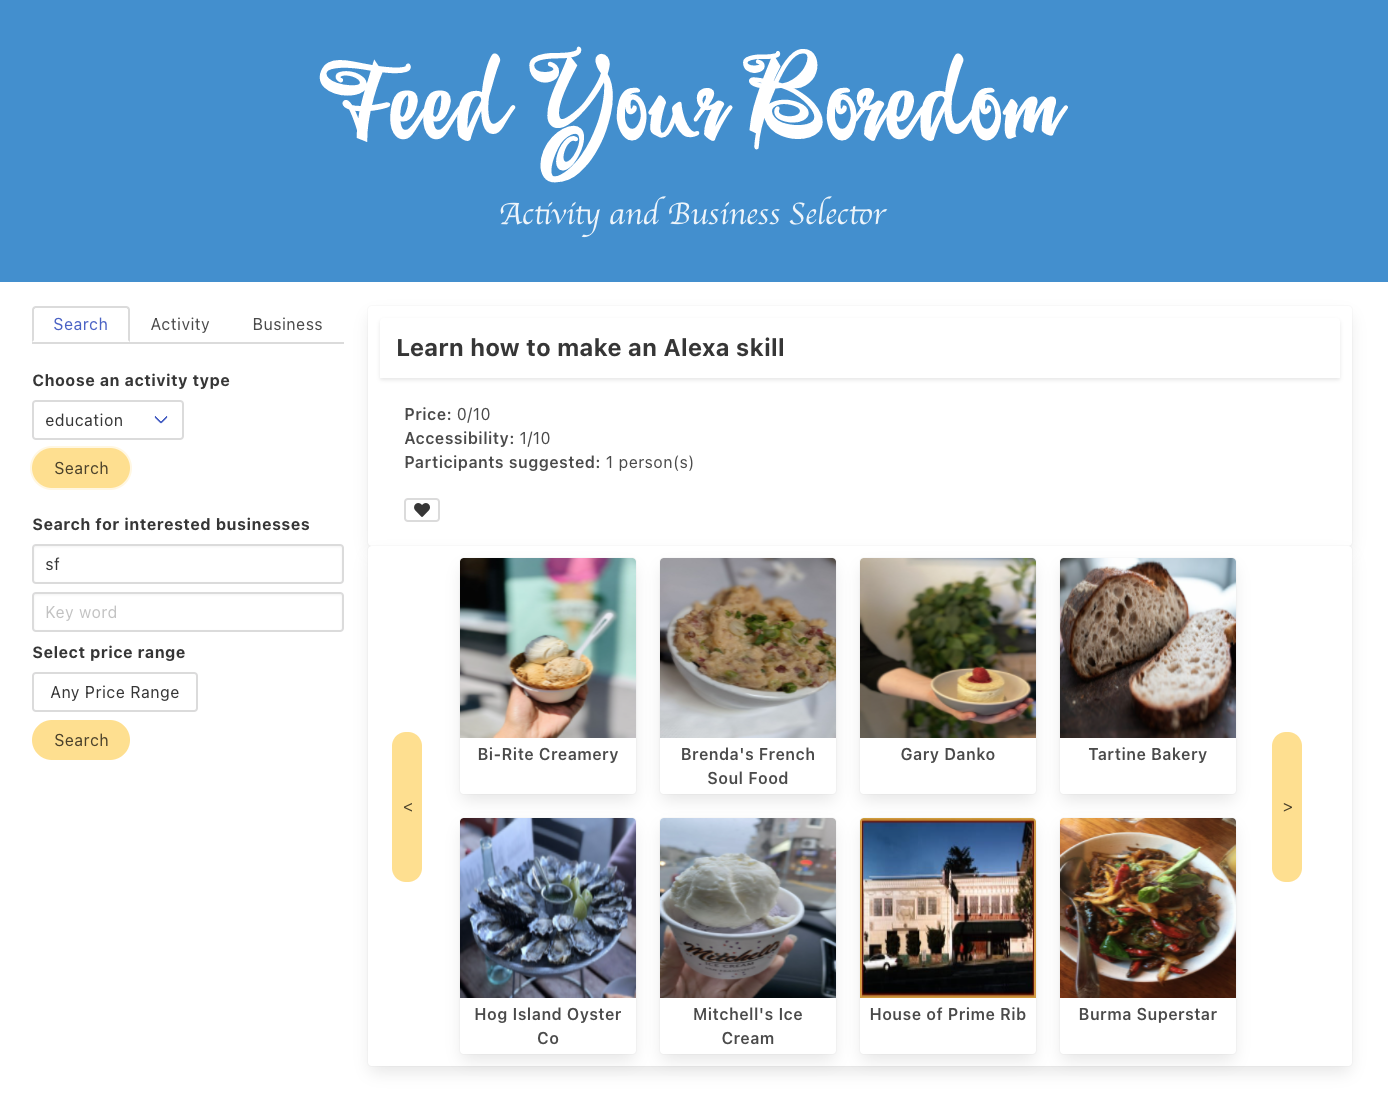 Feed Your Boredom
Activity and Business Selector
Search
Activity
Business
Choose an activity type
education
Search
Search for interested businesses
sf
Key word
Select price range
Any Price Range
Search
Learn how to make an Alexa skill
Price: 0/10
Accessibility: 1/10
Participants suggested: 1 person(s)
<
Bi-Rite Creamery
Brenda's French
Soul Food
Gary Danko
Tartine Bakery
>
Mitchell's
ICE CREAM
Hog Island Oyster
Co
Mitchell's Ice
Cream
House of Prime Rib
Burma Superstar